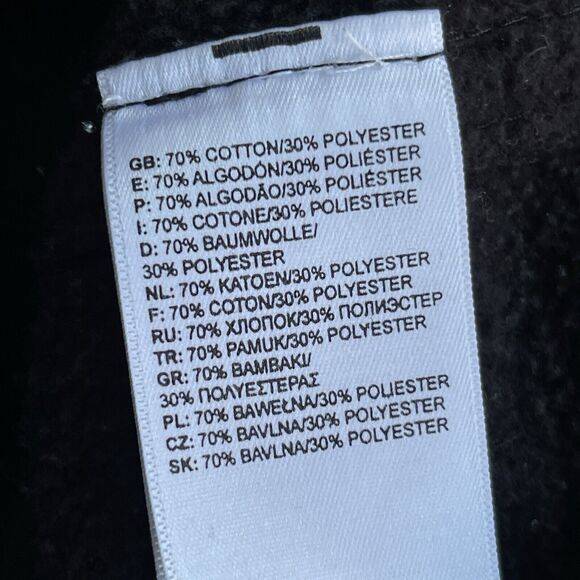 GB: 70% COTTON/30% POLYESTER
E: 70% ALGODÓN/30% POLIÉSTER
P: 70% ALGODÃO/30% POLIÉSTER
I: 70% COTONE/30% POLIESTERE
D: 70% BAUMWOLLE/
30% POLYESTER
NL: 70% KATOEN/30% POLYESTER
F: 70% COTON/30% POLYESTER
RU: 70% ХЛОПОК/30% ПОЛИЭСТЕР
TR: 70% PAMUK/30% POLYESTER
GR: 70% ΒΑΜΒΑΚΙ/
30% ΠΟΛΥΕΣΤΕΡΑΣ
PL: 70% BAWEŁNA/30% POLIESTER
CZ: 70% BAVLNA/30% POLYESTER
SK: 70% BAVLNA/30% POLYESTER